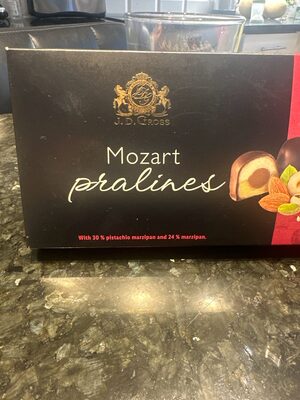 J. D. GROSS
Mozart
pralines
With 30 % pistachio marzipan and 24 % marzipan.